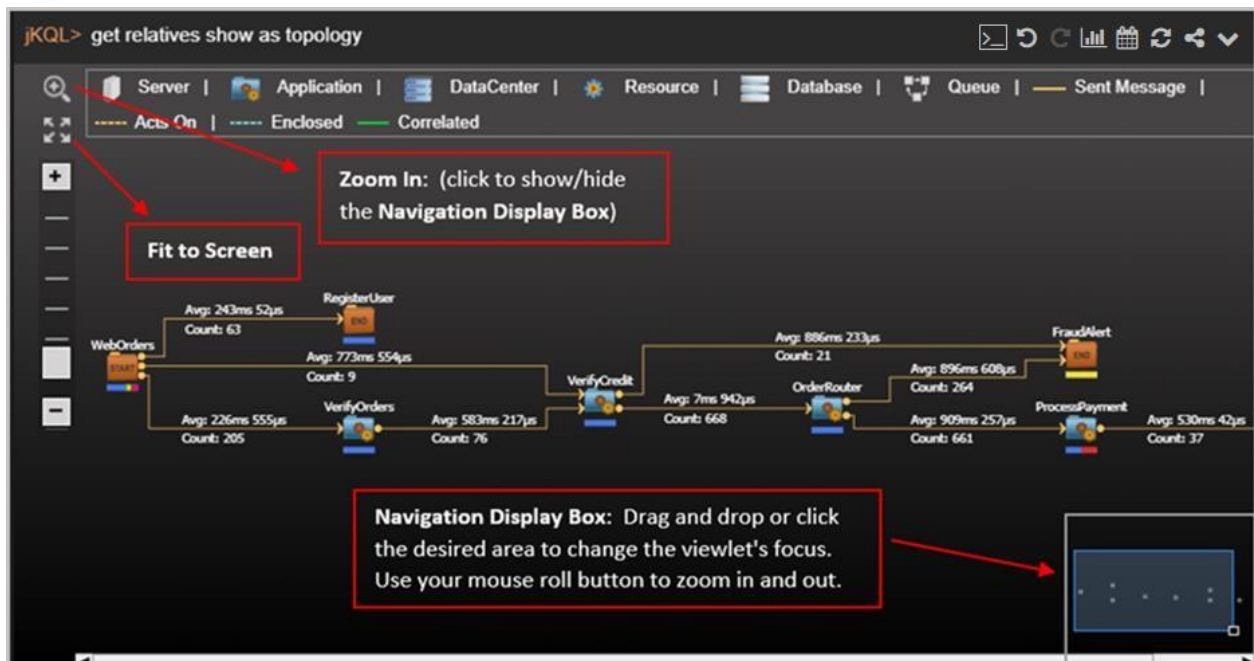 jKQL> get relatives show as topology
Server | Application | DataCenter | Resource | Database | Queue | Sent Message |
Acts On | Enclosed Correlated
Zoom In: (click to show/hide
the Navigation Display Box)
Fit to Screen
RegisterUser
Avg: 243ms 52µs
END
Count: 63
WebOrders
START
Avg: 773ms 554µs
Count: 9
Avg: 886ms 233µs
Count: 21
FraudAlert
END
VerifyCredit
Avg: 896ms 608µs
Count: 264
Avg: 7ms 942µs
Count: 668
OrderRouter
Avg: 226ms 555µs
Count: 205
VerifyOrders
Avg: 583ms 217µs
Count: 76
Avg: 909ms 257µs
Count: 661
ProcessPayment
Avg: 530ms 42µs
Count: 37
Navigation Display Box: Drag and drop or click
the desired area to change the viewlet's focus.
Use your mouse roll button to zoom in and out.